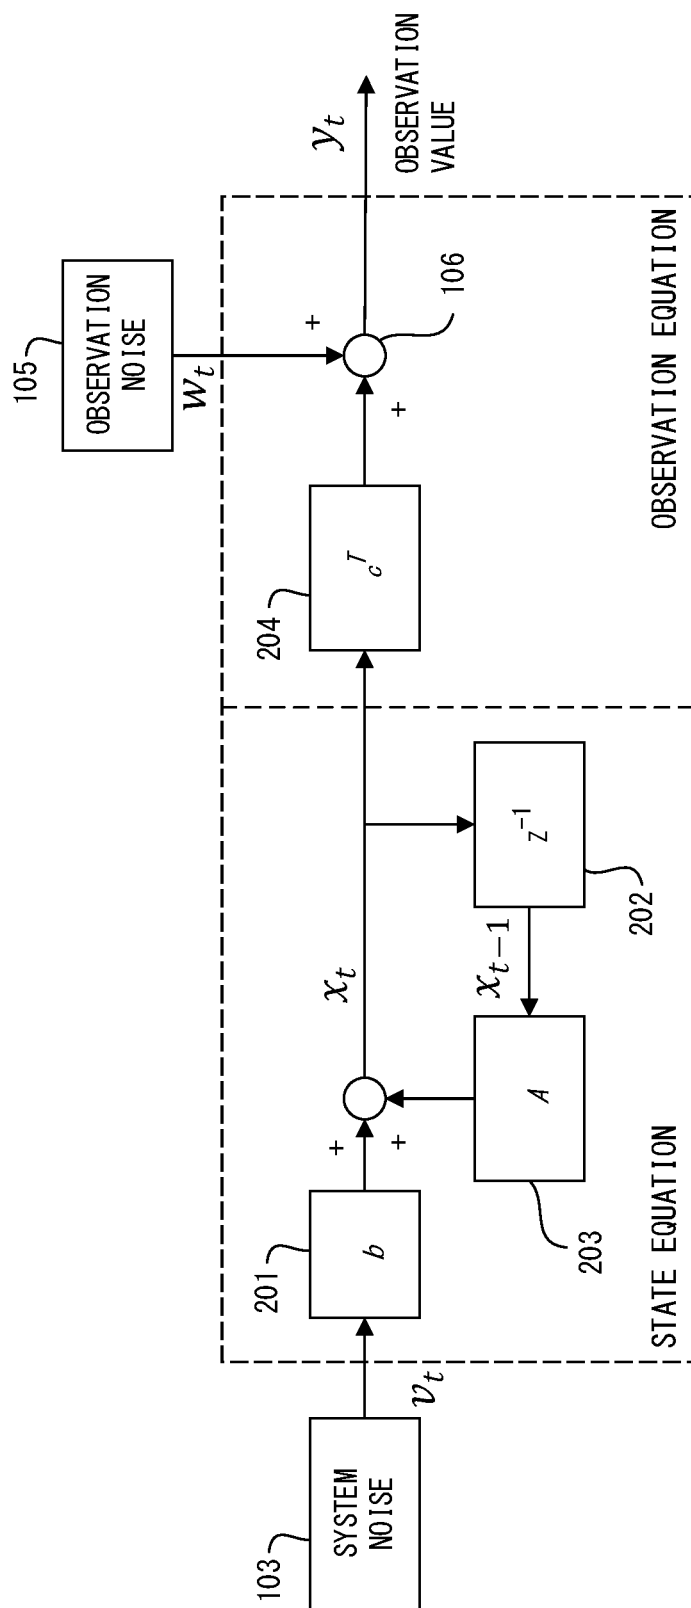 103
SYSTEM
NOISE
v_t
201
b
+
+
x_t
A
203
x_{t-1}
z^{-1}
202
STATE EQUATION
204
c^T
+
105
OBSERVATION
NOISE
w_t
+
106
y_t
OBSERVATION
VALUE
OBSERVATION EQUATION